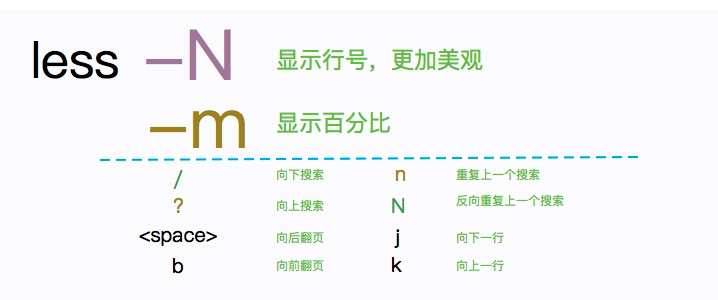 less –N 显示行号，更加美观
–m 显示百分比
/ 向下搜索 n 重复上一个搜索
? 向上搜索 N 反向重复上一个搜索
<space> 向后翻页 j 向下一行
b 向前翻页 k 向上一行